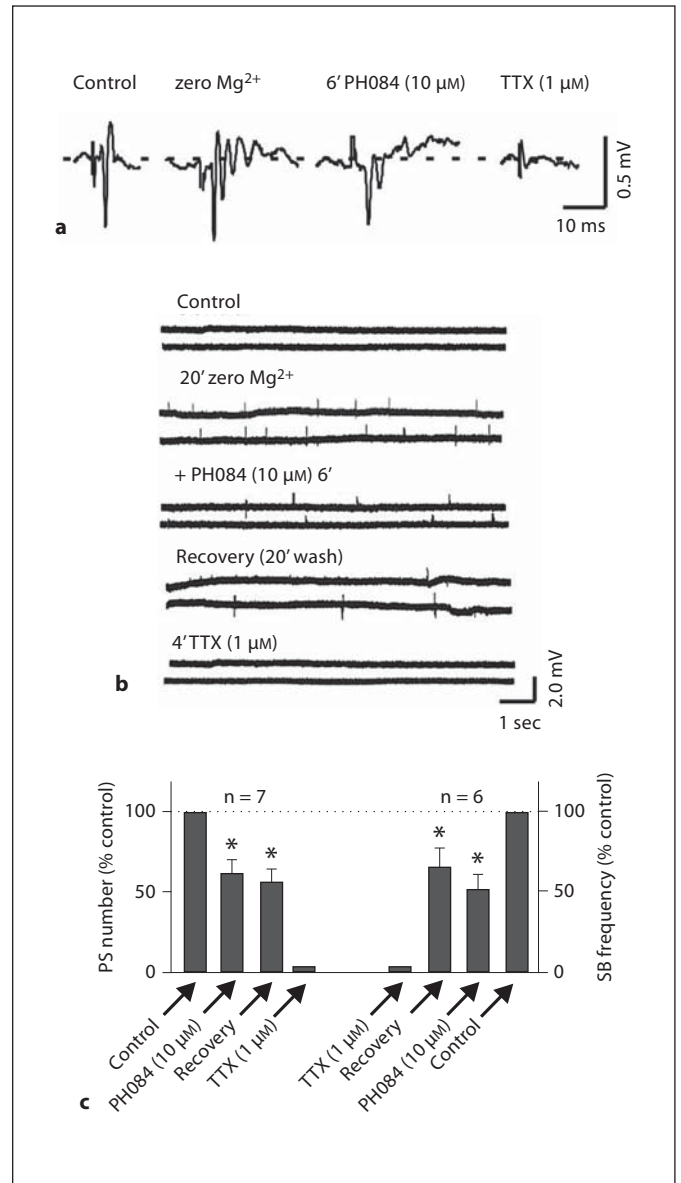 Control zero Mg2+ 6' PH084 (10 µM) TTX (1 µM)
0.5 mV
10 ms
a
Control
20' zero Mg2+
+ PH084 (10 µM) 6'
Recovery (20' wash)
4' TTX (1 µM)
b
2.0 mV
1 sec
PS number (% control)
100
50
0
n = 7
n = 6
* *
* *
100
50
0
SB frequency (% control)
Control
PH084 (10 µM)
Recovery
TTX (1 µM)
TTX (1 µM)
Recovery
PH084 (10 µM)
Control
c